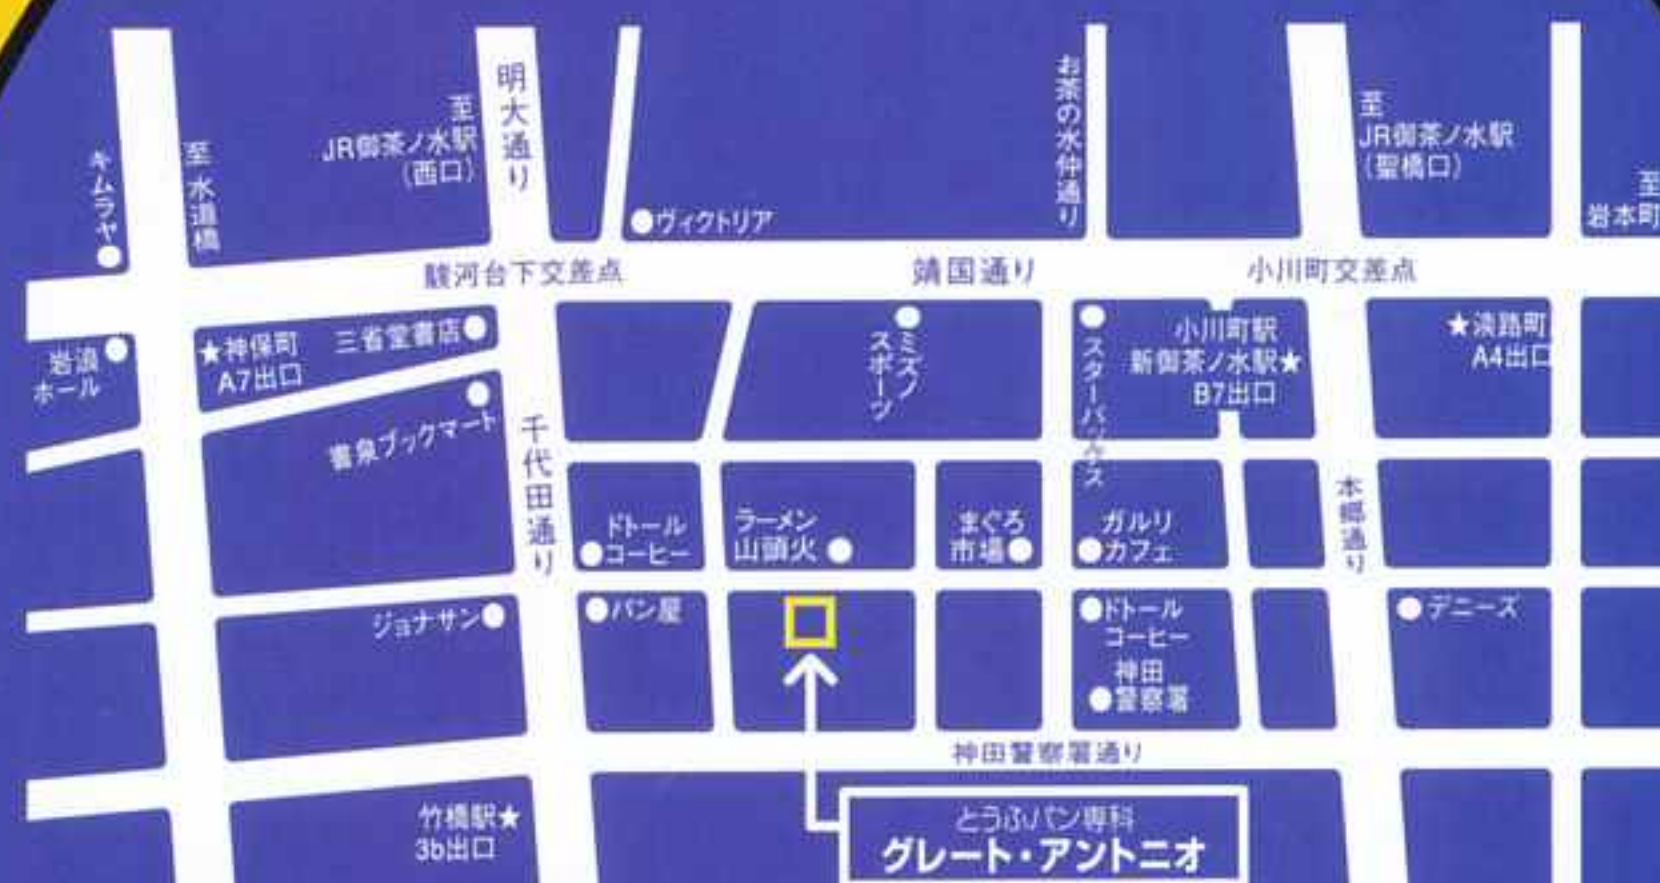 明大通り
至
JR御茶ノ水駅
(西口)
お茶の水仲通り
至
JR御茶ノ水駅
(聖橋口)
キムラヤ
至 水道橋
至
岩本町
ヴィクトリア
駿河台下交差点
靖国通り
小川町交差点
岩波
ホール
★神保町
A7出口
三省堂書店
ミズノ
スポーツ
スターバックス
小川町駅
新御茶ノ水駅★
B7出口
★淡路町
A4出口
書泉ブックマート
千代田通り
本郷通り
ドトール
コーヒー
ラーメン
山頭火
まぐろ
市場
ガルリ
カフェ
ジョナサン
パン屋
ドトール
コーヒー
神田
警察署
デニーズ
神田警察署通り
竹橋駅★
3b出口
とうふパン専科
グレート・アントニオ